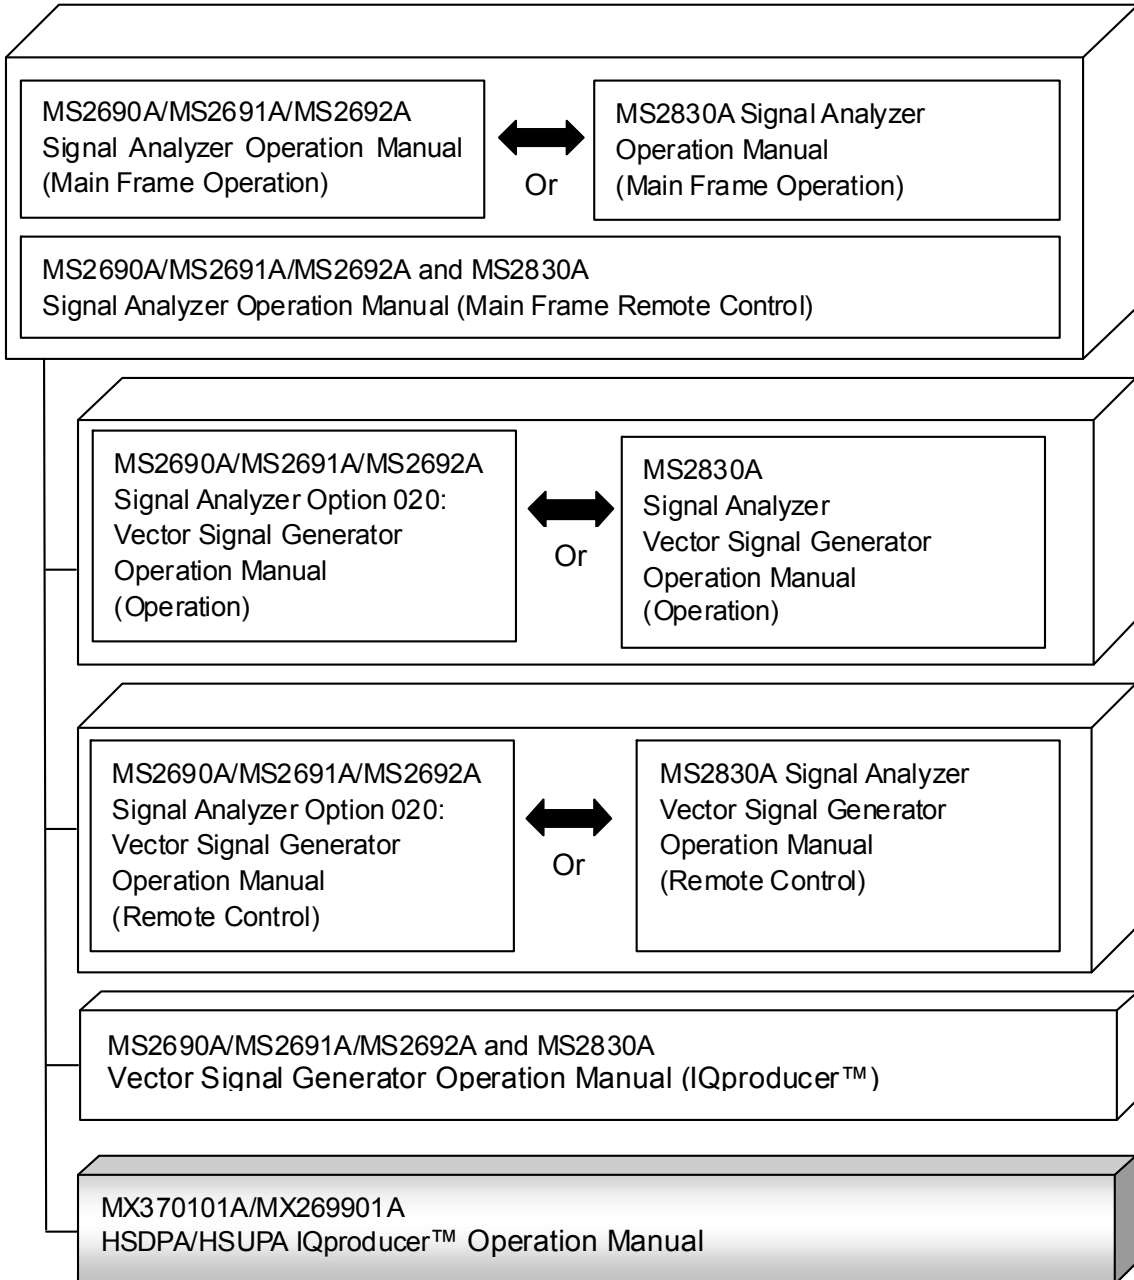 MS2690A/MS2691A/MS2692A
Signal Analyzer Operation Manual
(Main Frame Operation)
Or
MS2830A Signal Analyzer
Operation Manual
(Main Frame Operation)
MS2690A/MS2691A/MS2692A and MS2830A
Signal Analyzer Operation Manual (Main Frame Remote Control)
MS2690A/MS2691A/MS2692A
Signal Analyzer Option 020:
Vector Signal Generator
Operation Manual
(Operation)
Or
MS2830A
Signal Analyzer
Vector Signal Generator
Operation Manual
(Operation)
MS2690A/MS2691A/MS2692A
Signal Analyzer Option 020:
Vector Signal Generator
Operation Manual
(Remote Control)
Or
MS2830A Signal Analyzer
Vector Signal Generator
Operation Manual
(Remote Control)
MS2690A/MS2691A/MS2692A and MS2830A
Vector Signal Generator Operation Manual (IQproducer™)
MX370101A/MX269901A
HSDPA/HSUPA IQproducer™ Operation Manual